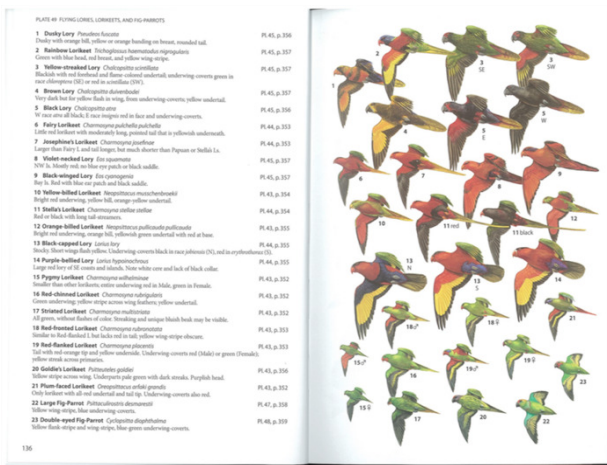 PLATE 49 FLYING LORIES, LORIKEETS, AND FIG-PARROTS
1 Dusky Lory Pseudeos fuscata Pl.45, p.356
Dusky with orange bill, yellow or orange banding on breast, rounded tail.
2 Rainbow Lorikeet Trichoglossus haematodus nigrogularis Pl.45, p.357
Green with blue head, red breast, and yellow wing-stripe.
3 Yellow-streaked Lory Chalcopsitta scintillata Pl.45, p.357
Blackish with red forehead and flame colored undertail; underwing-coverts green in
race chloroptera (SE) or red in scintillata (SW).
4 Brown Lory Chalcopsitta duivenbodei Pl.45, p.357
Very dark but for yellow flash in wing, from underwing-coverts; yellow undertail.
5 Black Lory Chalcopsitta atra Pl.45, p.356
W race atra all black; E race insignis red in face and underwing-coverts.
6 Fairy Lorikeet Charmosyna pulchella pulchella Pl.44, p.353
Little red lorikeet with moderately long, pointed tail that is yellowish underneath.
7 Josephine's Lorikeet Charmosyna josefinae Pl.44, p.353
Larger than Fairy L and tail longer, but much shorter than Papuan or Stella's Ls.
8 Violet-necked Lory Eos squamata Pl.45, p.357
NW Is. Mostly red; no blue eye patch or black saddle.
9 Black-winged Lory Eos cyanogenia Pl.45, p.357
Bay Is. Red with blue ear patch and black saddle.
10 Yellow-billed Lorikeet Neopsittacus musschenbroekii Pl.43, p.354
Bright red underwing, yellow bill, orange-yellow undertail.
11 Stella's Lorikeet Charmosyna stellae stellae Pl.44, p.354
Red or black with long tail-streamers.
12 Orange-billed Lorikeet Neopsittacus pullicauda pullicauda Pl.43, p.355
Bright red underwing, orange bill, yellowish green undertail with red at base.
13 Black-capped Lory Lorius lory Pl.44, p.355
Stocky. Short-wings flash yellow. Underwing-coverts black in race jobiensis (N), red in erythrothorax (S).
14 Purple-bellied Lory Lorius hypoinochrous Pl.44, p.355
Large red lory of SE coasts and islands. Note white cere and lack of black collar.
15 Pygmy Lorikeet Charmosyna wilhelminae Pl.43, p.352
Smaller than other lorikeets; entire underwing red in Male, green in Female.
16 Red-chinned Lorikeet Charmosyna rubrigularis Pl.43, p.352
Green underwing; yellow stripe across wing feathers; yellow undertail.
17 Striated Lorikeet Charmosyna multistriata Pl.43, p.352
All green, without flashes of color. Streaking and unique bluish beak may be visible.
18 Red-fronted Lorikeet Charmosyna rubronotata Pl.43, p.353
Similar to Red-flanked L but lacks red in tail; yellow wing-stripe obscure.
19 Red-flanked Lorikeet Charmosyna placentis Pl.43, p.353
Tail with red-orange tip and yellow underside. Underwing-coverts red (Male) or green (Female);
yellow streak across primaries.
20 Goldie's Lorikeet Psitteuteles goldiei Pl.43, p.356
Yellow stripe across wing. Underparts pale green with dark streaks. Purplish head.
21 Plum-faced Lorikeet Oreopsittacus arfaki grandis Pl.43, p.352
Only lorikeet with all-red undertail and tail tip. Underwing-coverts also red.
22 Large Fig-Parrot Psittaculirostris desmarestii Pl.47, p.358
Yellow wing-stripe, blue underwing-coverts.
23 Double-eyed Fig-Parrot Cyclopsitta diophthalma Pl.48, p.359
Yellow flank-stripe and wing-stripe, blue-green underwing-coverts.
136
1
2
3
SE
3
SW
4
5
E
5
W
6
7
8
9
10
11 red
11 black
12
13
N
13
S
14
18♂
18♀
21
15♂
16
19♂
19♀
23
15♀
17
20
22